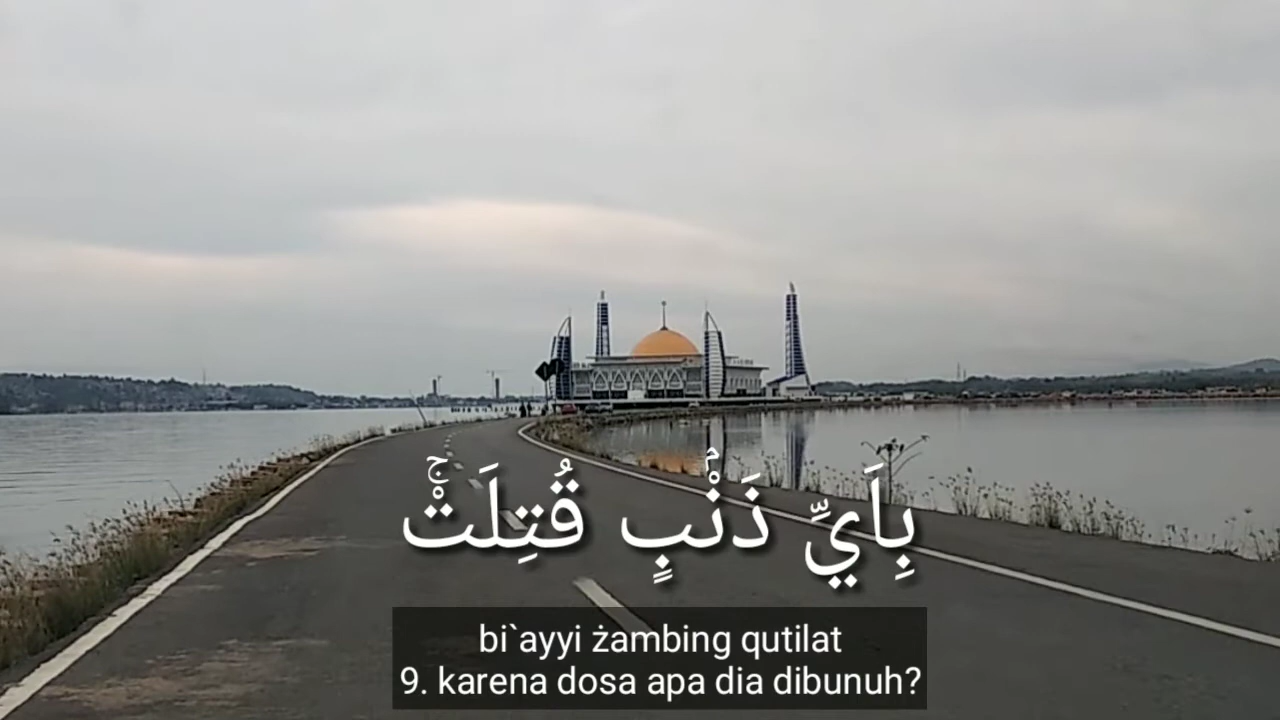 بِاَيِّ ذَنْۢبٍ قُتِلَتْۚ
bi`ayyi żambing qutilat
9. karena dosa apa dia dibunuh?